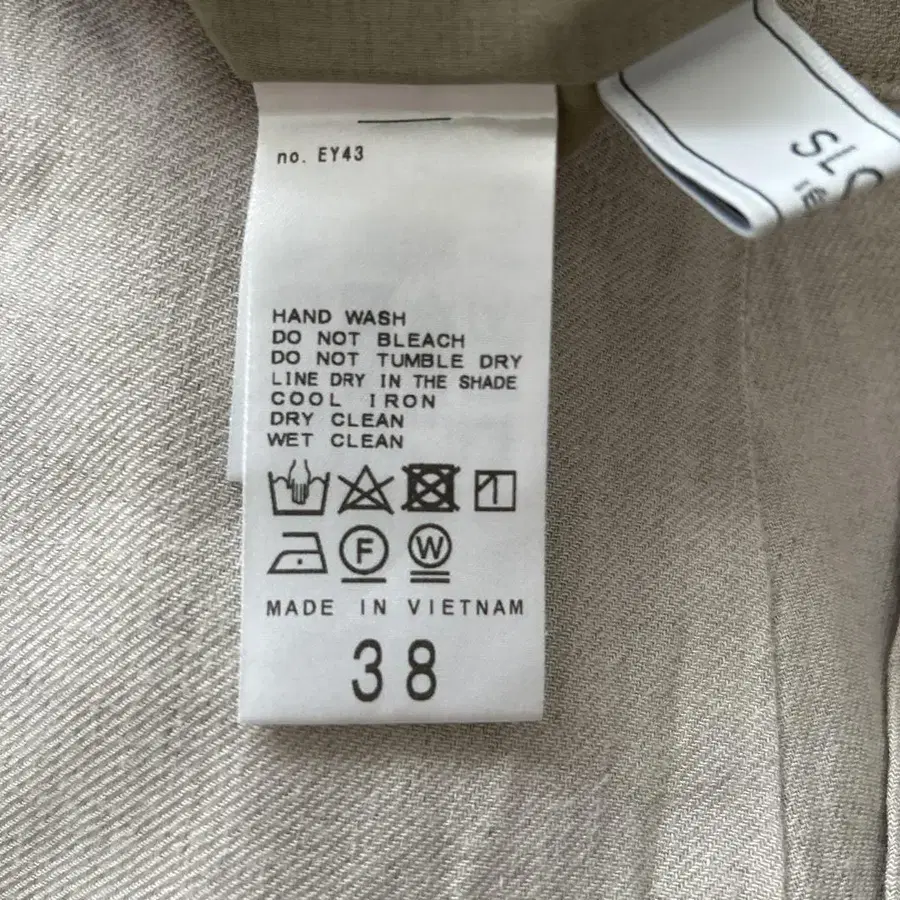 no. EY43
HAND WASH
DO NOT BLEACH
DO NOT TUMBLE DRY
LINE DRY IN THE SHADE
COOL IRON
DRY CLEAN
WET CLEAN
F W
MADE IN VIETNAM
38